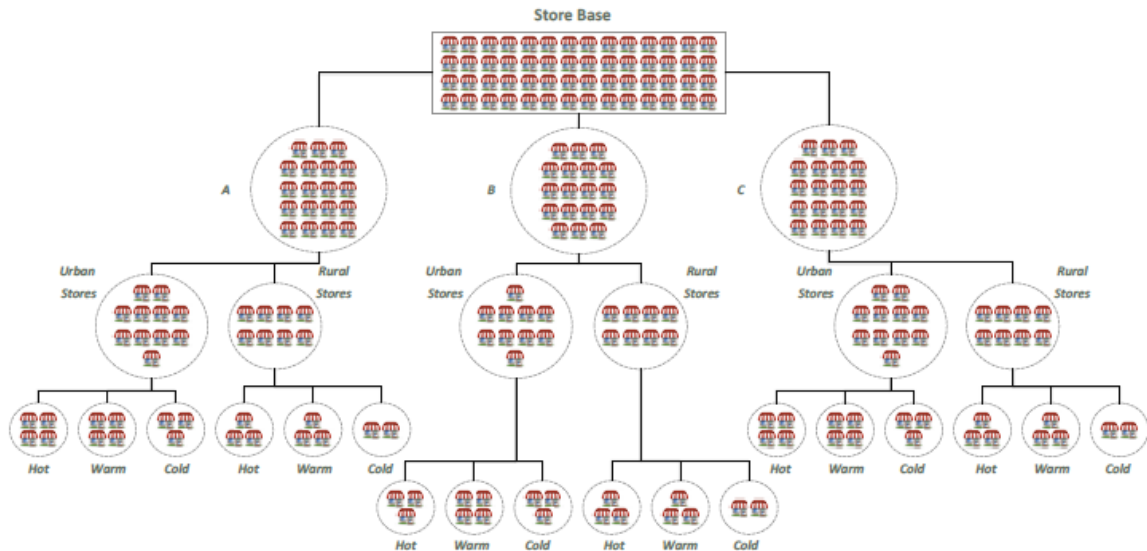 Store Base
A
B
C
Urban
Stores
Rural
Stores
Urban
Stores
Rural
Stores
Urban
Stores
Rural
Stores
Hot
Warm
Cold
Hot
Warm
Cold
Hot
Warm
Cold
Hot
Warm
Cold
Hot
Warm
Cold
Hot
Warm
Cold